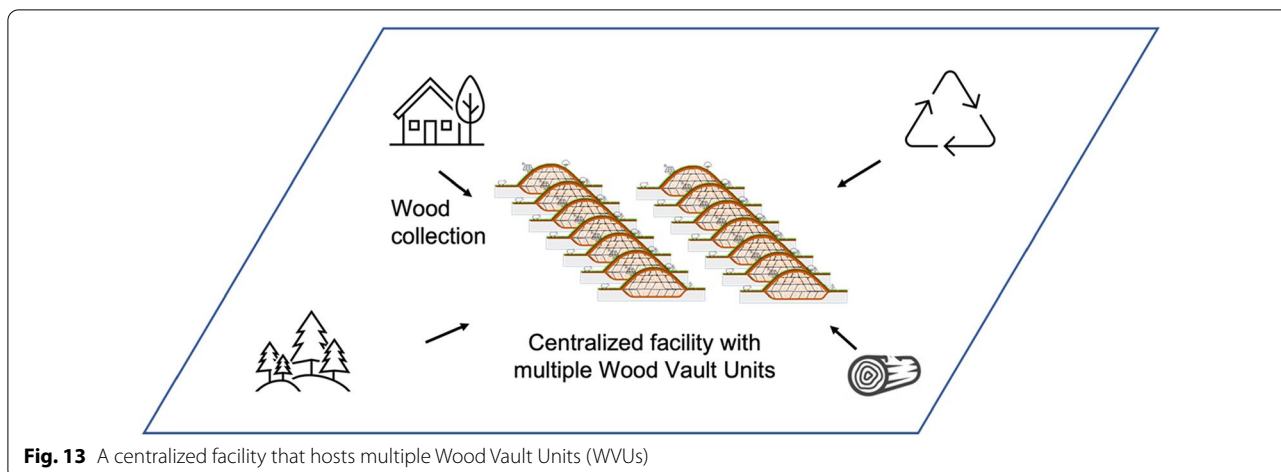 Wood
collection
Centralized facility with
multiple Wood Vault Units
Fig. 13 A centralized facility that hosts multiple Wood Vault Units (WVUs)